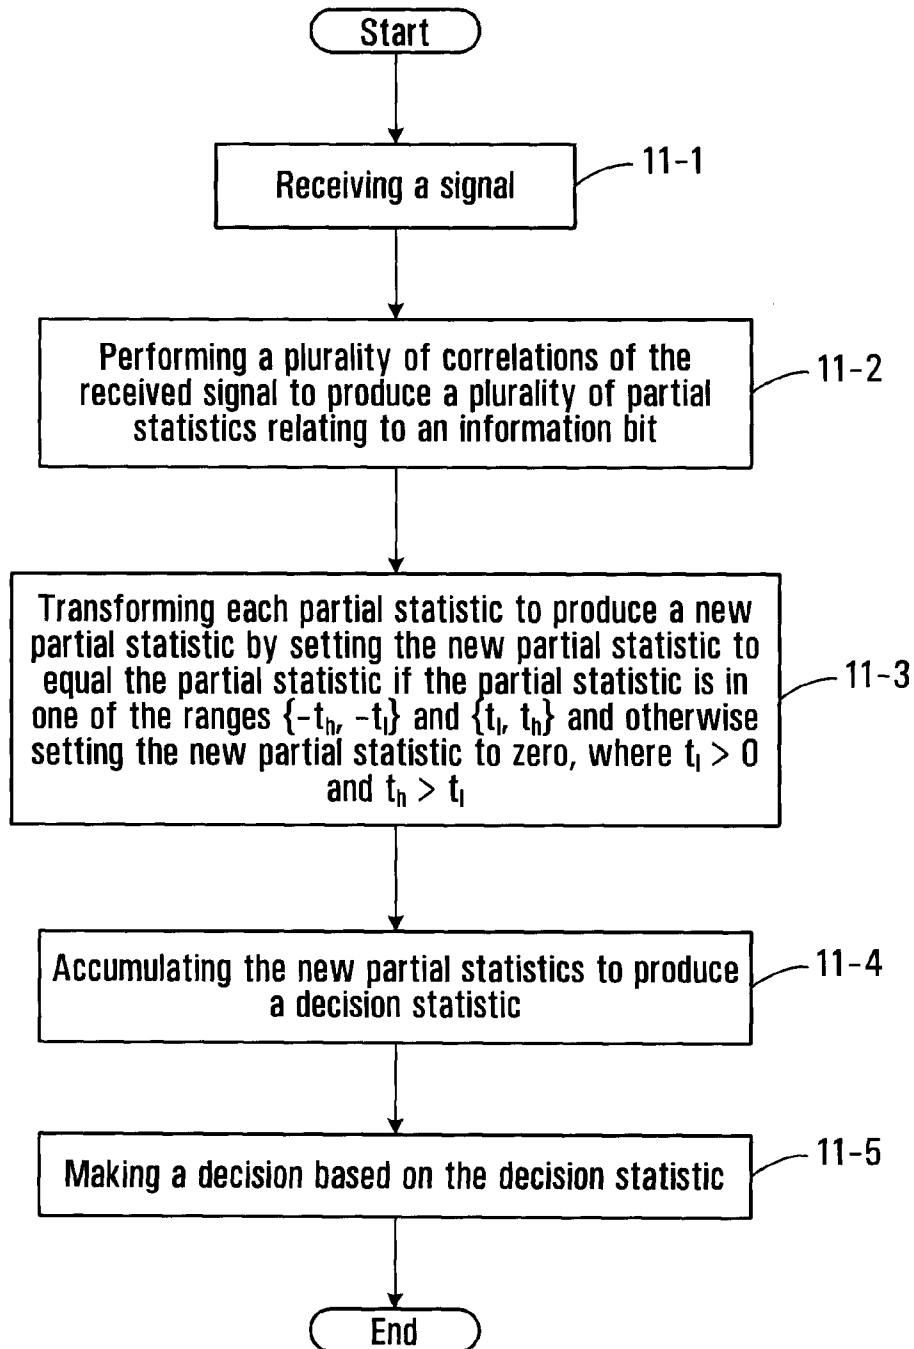 Start
11-1
Receiving a signal
Performing a plurality of correlations of the
received signal to produce a plurality of partial
statistics relating to an information bit
11-2
Transforming each partial statistic to produce a new
partial statistic by setting the new partial statistic to
equal the partial statistic if the partial statistic is in
one of the ranges {-tₕ, -tₗ} and {tₗ, tₕ} and otherwise
setting the new partial statistic to zero, where tₗ > 0
and tₕ > tₗ
11-3
Accumulating the new partial statistics to produce
a decision statistic
11-4
Making a decision based on the decision statistic
11-5
End